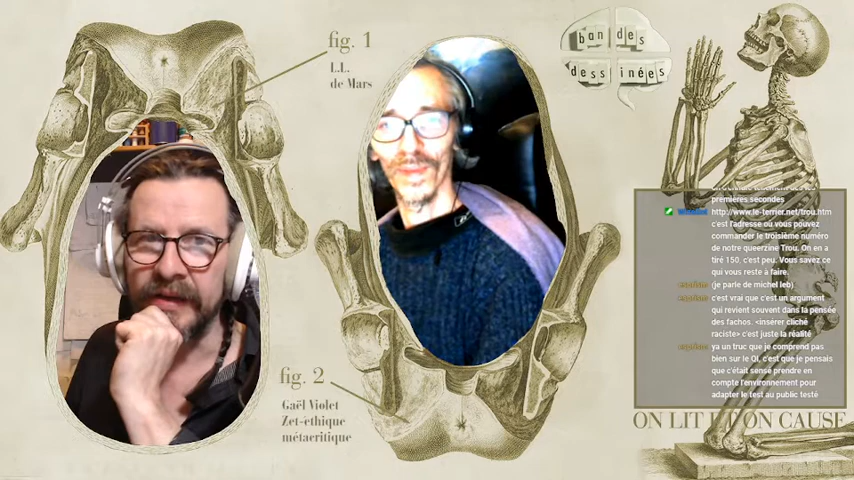 fig. 1
L.L.
de Mars
bandes
dessinées
fig. 2
Gaël Violet
Zet-ethique
métacritique
premières
secondes
http://www.le-terrier.net/trou.htm
c'est l'adresse où vous pouvez
commander le troisième numéro
de notre queerzine Trou. On en a
tiré 150, c'est peu. Vous savez ce
qui vous reste à faire.
(je parle de michel leb)
c'est vrai que c'est un argument
qui revient souvent dans la pensée
des fachos. <insérer cliché
raciste> c'est juste la réalité
ya un truc que je comprend pas
bien sur le QI, c'est que je pensais
que c'était sensé prendre en
compte l'environnement pour
adapter le test au public testé
ON LIT ET ON CAUSE